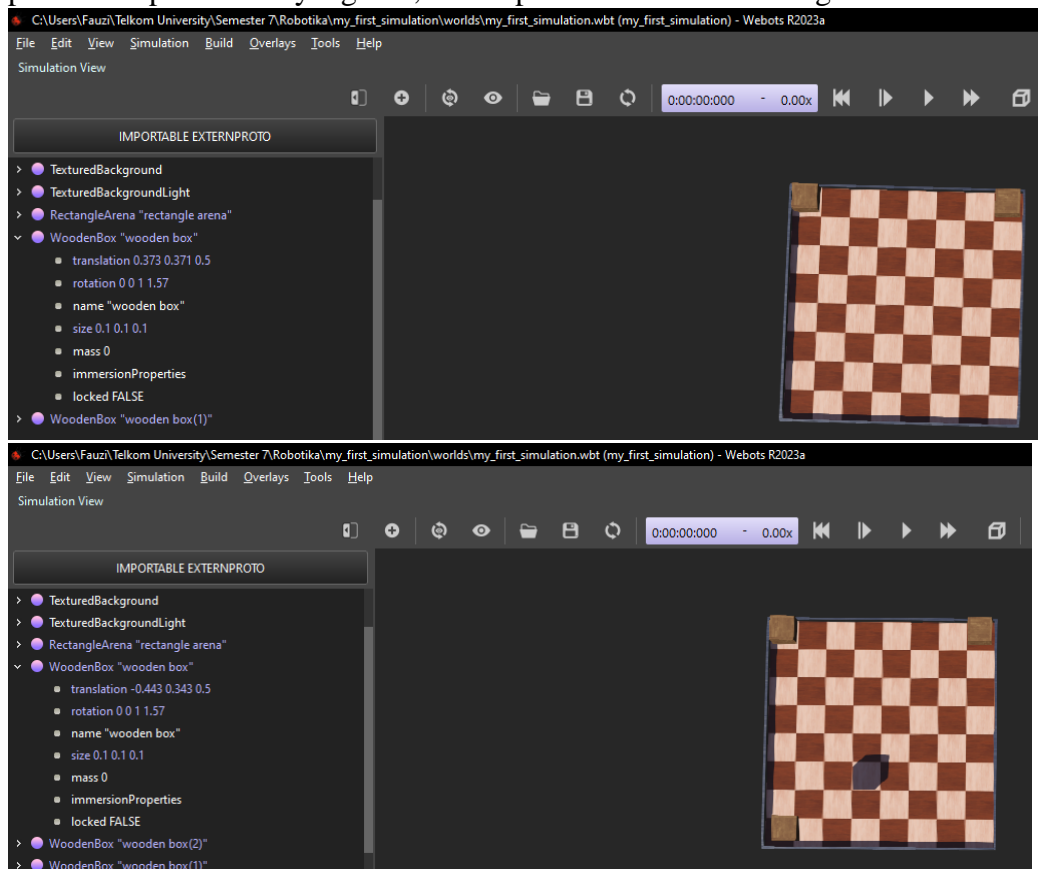 C:\Users\Fauzi\Telkom University\Semester 7\Robotika\my_first_simulation\worlds\my_first_simulation.wbt (my_first_simulation) - Webots R2023a
File Edit View Simulation Build Overlays Tools Help
Simulation View
0:00:00:000 - 0.00x
IMPORTABLE EXTERNPROTO
TexturedBackground
TexturedBackgroundLight
RectangleArena "rectangle arena"
WoodenBox "wooden box"
translation 0.373 0.371 0.5
rotation 0 0 1 1.57
name "wooden box"
size 0.1 0.1 0.1
mass 0
immersionProperties
locked FALSE
WoodenBox "wooden box(1)"
C:\Users\Fauzi\Telkom University\Semester 7\Robotika\my_first_simulation\worlds\my_first_simulation.wbt (my_first_simulation) - Webots R2023a
File Edit View Simulation Build Overlays Tools Help
Simulation View
0:00:00:000 - 0.00x
IMPORTABLE EXTERNPROTO
TexturedBackground
TexturedBackgroundLight
RectangleArena "rectangle arena"
WoodenBox "wooden box"
translation -0.443 0.343 0.5
rotation 0 0 1 1.57
name "wooden box"
size 0.1 0.1 0.1
mass 0
immersionProperties
locked FALSE
WoodenBox "wooden box(2)"
WoodenBox "wooden box(1)"